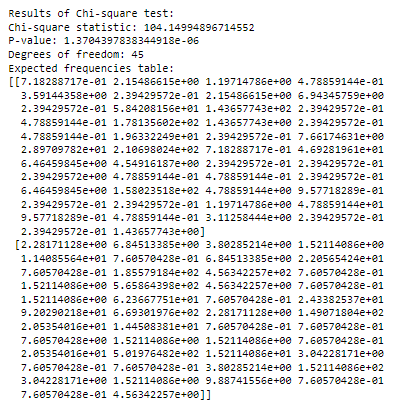 Results of Chi-square test:
Chi-square statistic: 104.14994896714552
P-value: 1.3704397838344918e-06
Degrees of freedom: 45
Expected frequencies table:
[[7.18288717e-01 2.15486615e+00 1.19714786e+00 4.78859144e-01
3.59144358e+00 2.39429572e-01 2.15486615e+00 6.94345759e+00
2.39429572e-01 5.84208156e+01 1.43657743e+02 2.39429572e-01
4.78859144e-01 1.78135602e+02 1.43657743e+00 2.39429572e-01
4.78859144e-01 1.96332249e+01 2.39429572e-01 7.66174631e+00
2.89709782e+01 2.10698024e+02 7.18288717e-01 4.69281961e+01
6.46459845e+00 4.54916187e+00 2.39429572e-01 2.39429572e-01
2.39429572e-01 4.78859144e-01 4.78859144e-01 2.39429572e-01
6.46459845e+00 1.58023518e+02 4.78859144e+00 9.57718289e-01
2.39429572e-01 2.39429572e-01 1.19714786e+00 4.78859144e+01
9.57718289e-01 4.78859144e-01 3.11258444e+00 2.39429572e-01
2.39429572e-01 1.43657743e+00]
[2.28171128e+00 6.84513385e+00 3.80285214e+00 1.52114086e+00
1.14085564e+01 7.60570428e-01 6.84513385e+00 2.20565424e+01
7.60570428e-01 1.85579184e+02 4.56342257e+02 7.60570428e-01
1.52114086e+00 5.65864398e+02 4.56342257e+00 7.60570428e-01
1.52114086e+00 6.23667751e+01 7.60570428e-01 2.43382537e+01
9.20290218e+01 6.69301976e+02 2.28171128e+00 1.49071804e+02
2.05354016e+01 1.44508381e+01 7.60570428e-01 7.60570428e-01
7.60570428e-01 1.52114086e+00 1.52114086e+00 7.60570428e-01
2.05354016e+01 5.01976482e+02 1.52114086e+01 3.04228171e+00
7.60570428e-01 7.60570428e-01 3.80285214e+00 1.52114086e+02
3.04228171e+00 1.52114086e+00 9.88741556e+00 7.60570428e-01
7.60570428e-01 4.56342257e+00]]